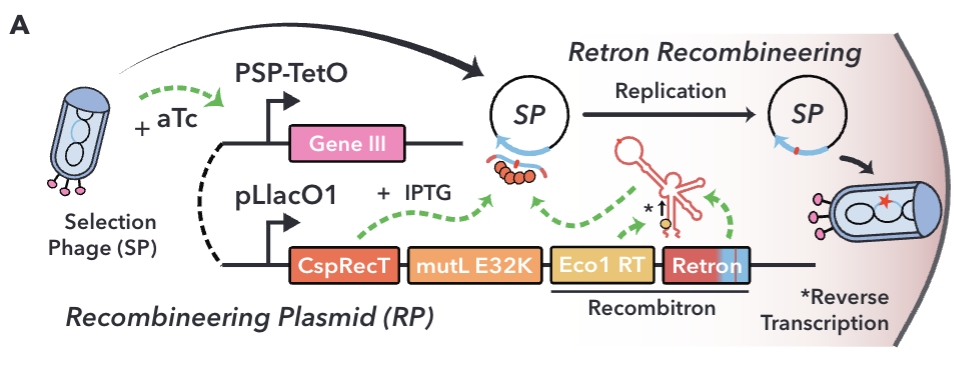 A
Retron Recombineering
PSP-TetO
+ aTc
Gene III
SP
Replication
SP
Selection
Phage (SP)
pLlacO1
+ IPTG
*
CspRecT
mutL E32K
Eco1 RT
Retron
Recombitron
Recombineering Plasmid (RP)
*Reverse
Transcription